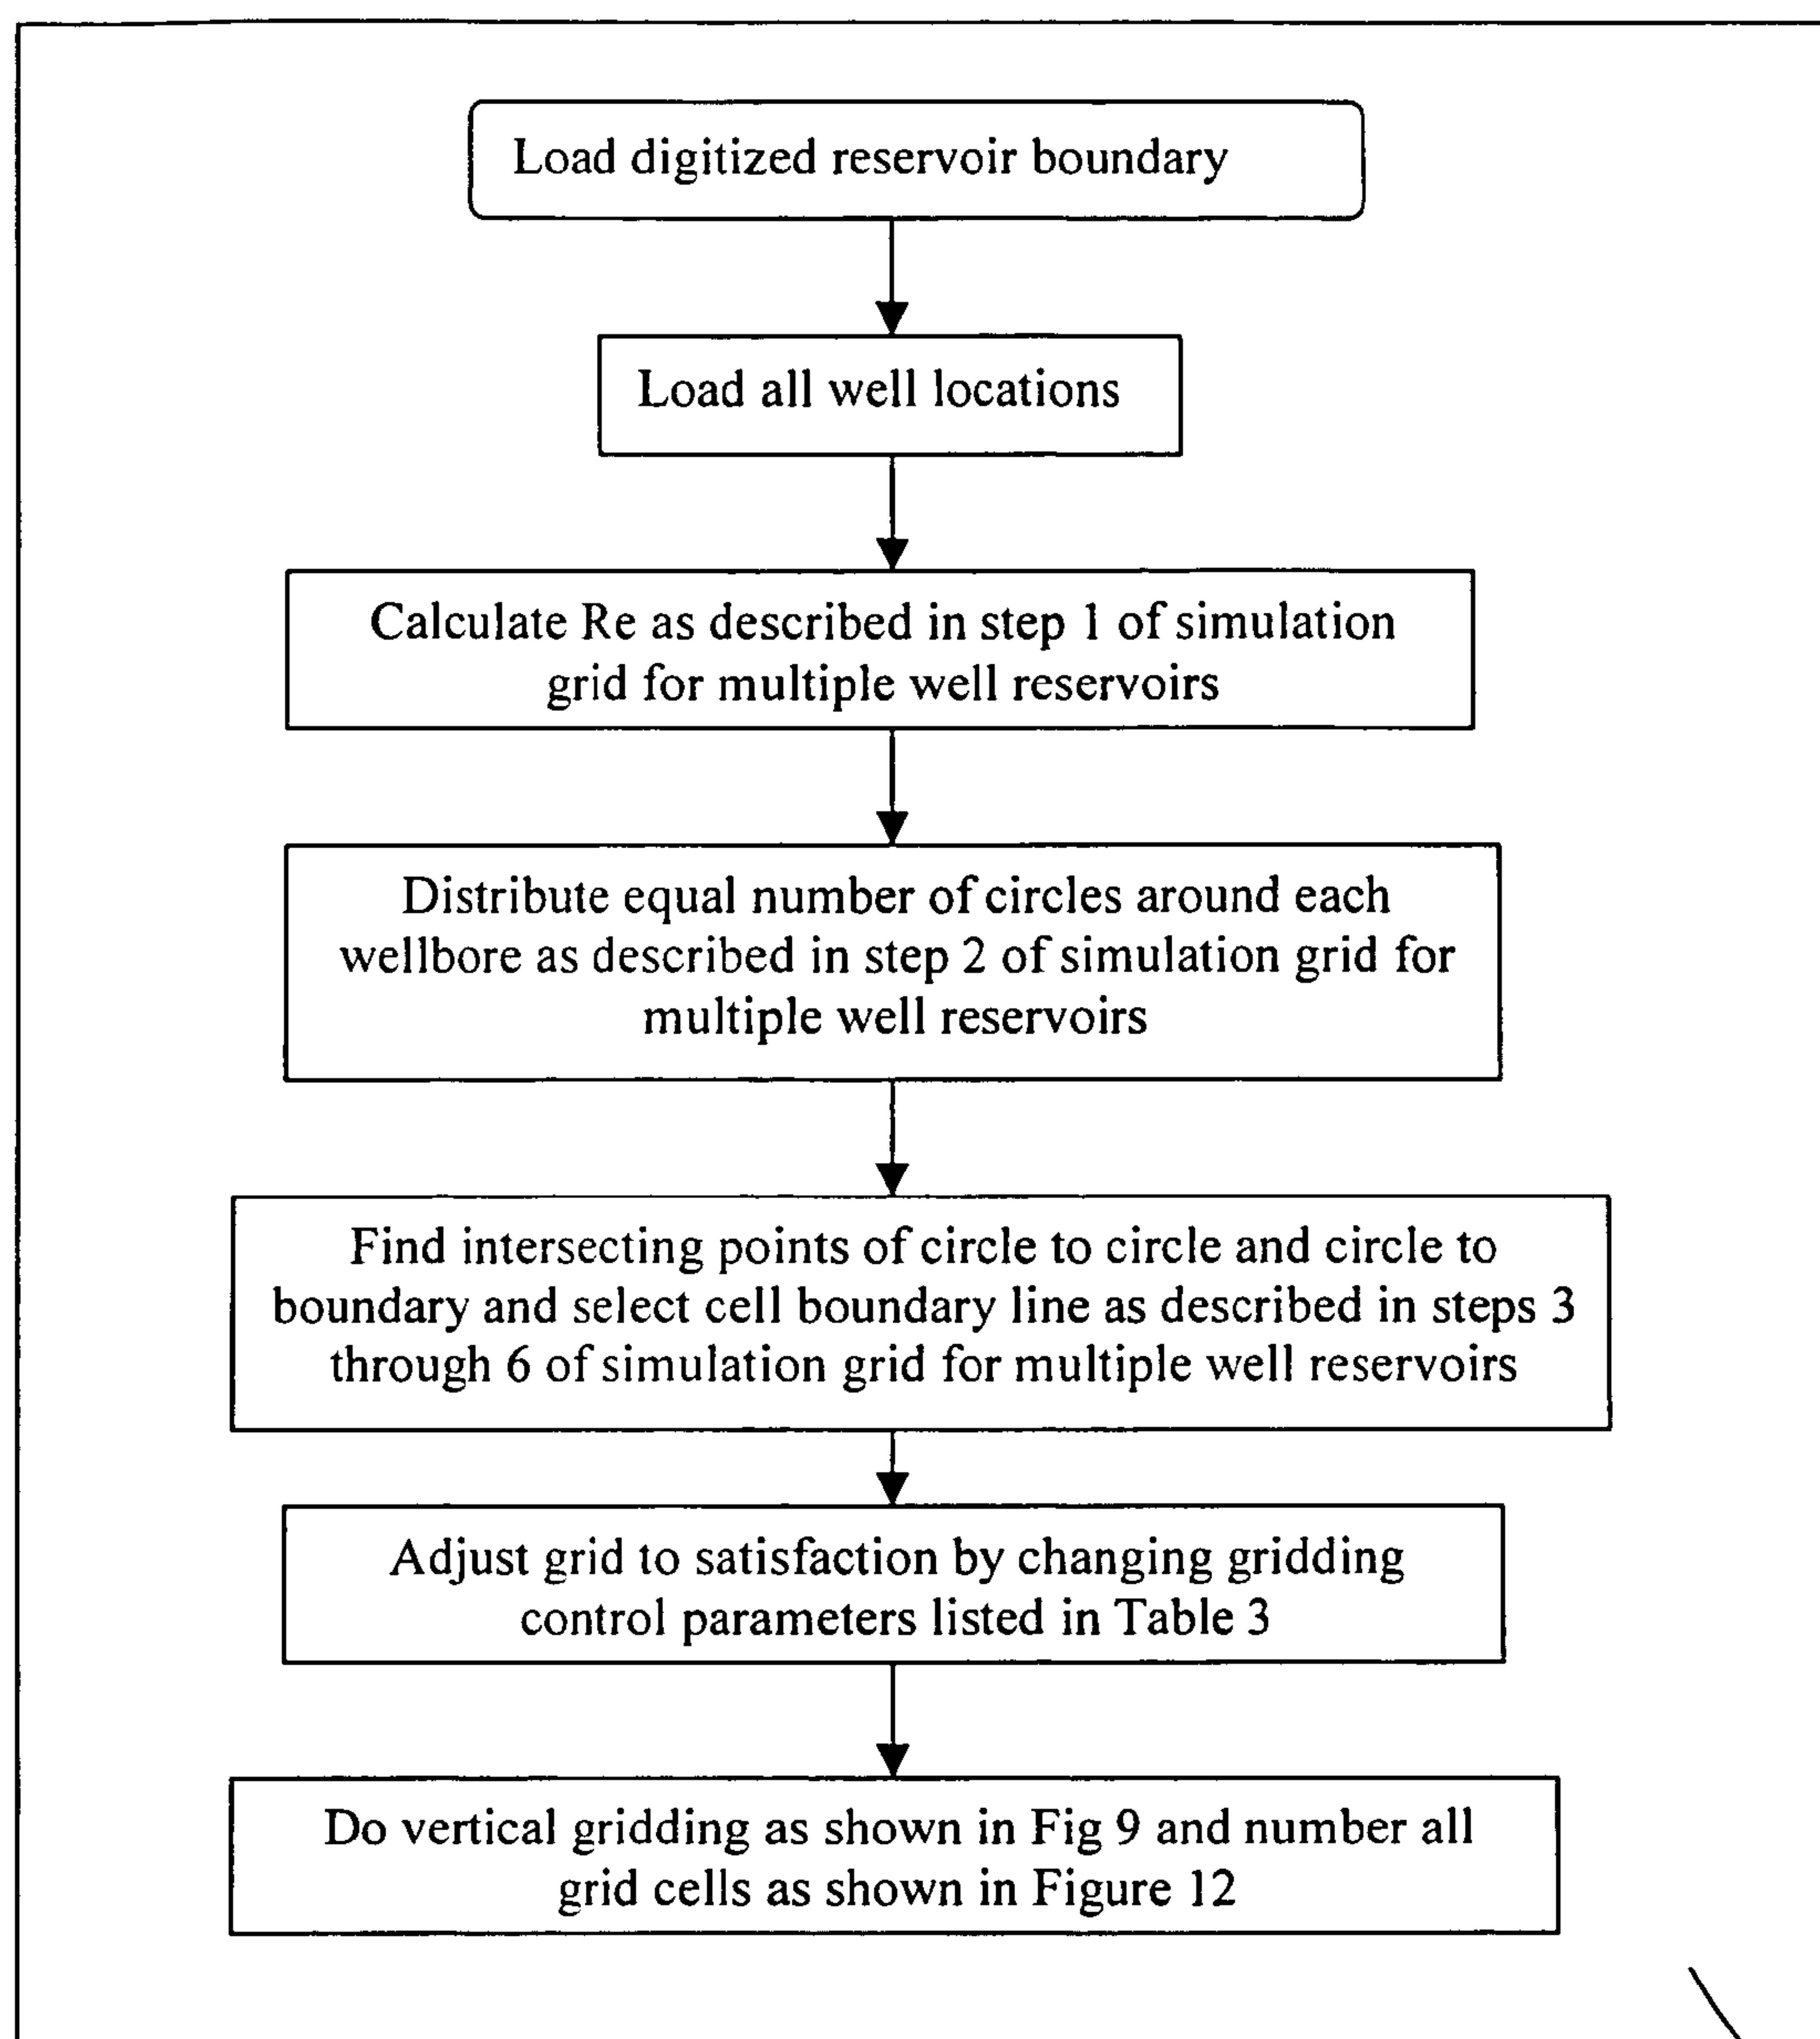 Load digitized reservoir boundary
Load all well locations
Calculate Re as described in step 1 of simulation
grid for multiple well reservoirs
Distribute equal number of circles around each
wellbore as described in step 2 of simulation grid for
multiple well reservoirs
Find intersecting points of circle to circle and circle to
boundary and select cell boundary line as described in steps 3
through 6 of simulation grid for multiple well reservoirs
Adjust grid to satisfaction by changing gridding
control parameters listed in Table 3
Do vertical gridding as shown in Fig 9 and number all
grid cells as shown in Figure 12